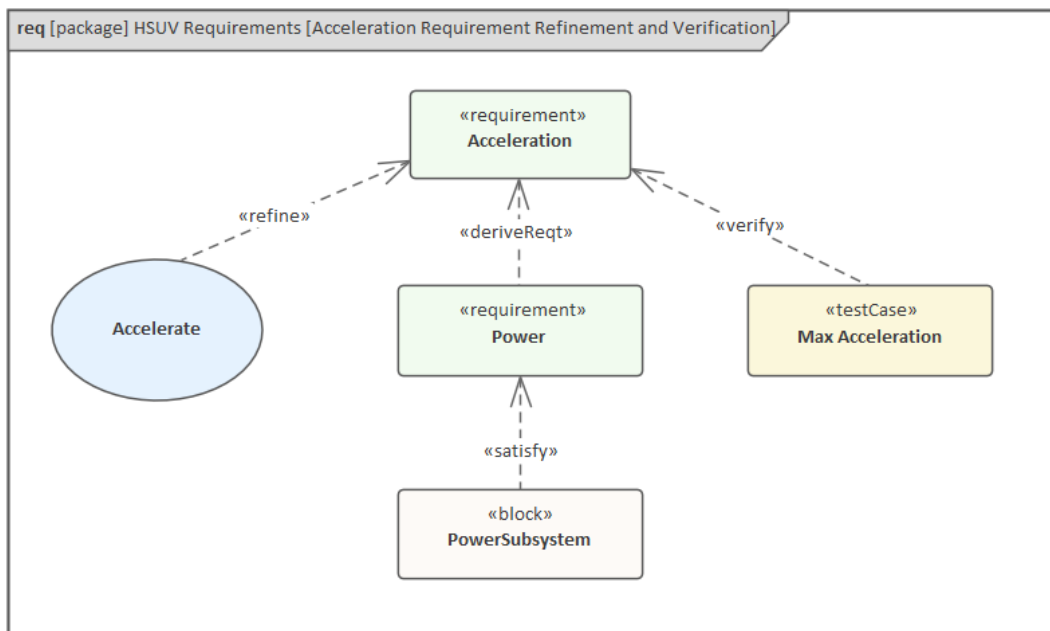 req [package] HSUV Requirements [Acceleration Requirement Refinement and Verification]
«requirement»
Acceleration
«refine»
«deriveReqt»
«verify»
Accelerate
«requirement»
Power
«testCase»
Max Acceleration
«satisfy»
«block»
PowerSubsystem